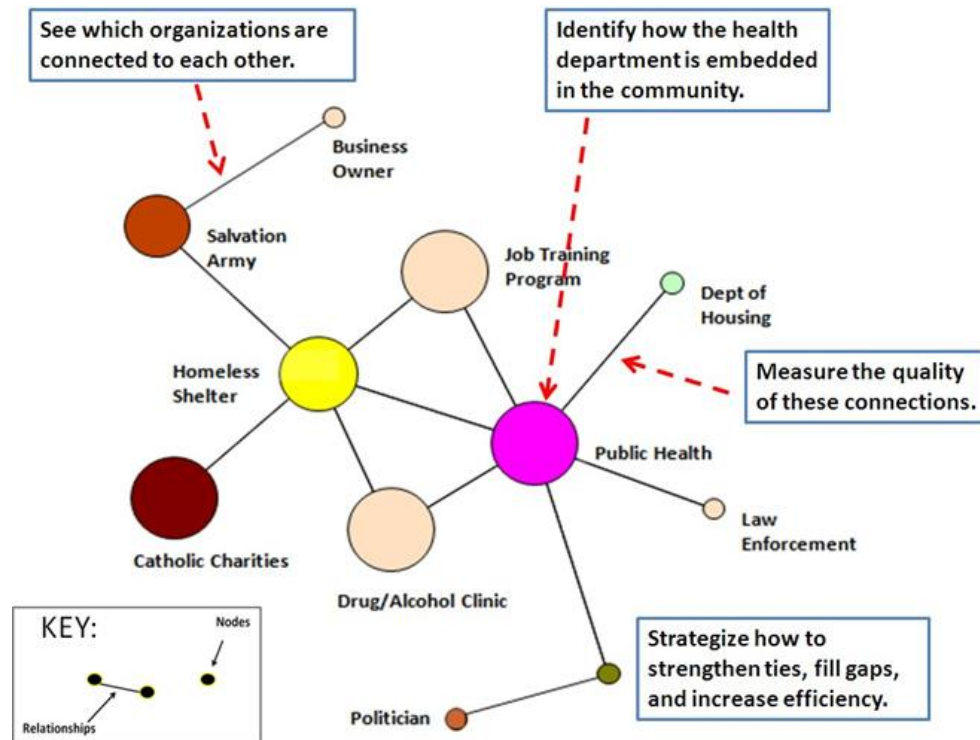 See which organizations are
connected to each other.
Identify how the health
department is embedded
in the community.
Business
Owner
Salvation
Army
Job Training
Program
Dept of
Housing
Homeless
Shelter
Measure the quality
of these connections.
Public Health
Law
Enforcement
Catholic Charities
Drug/Alcohol Clinic
KEY:
Nodes
Relationships
Strategize how to
strengthen ties, fill gaps,
and increase efficiency.
Politician